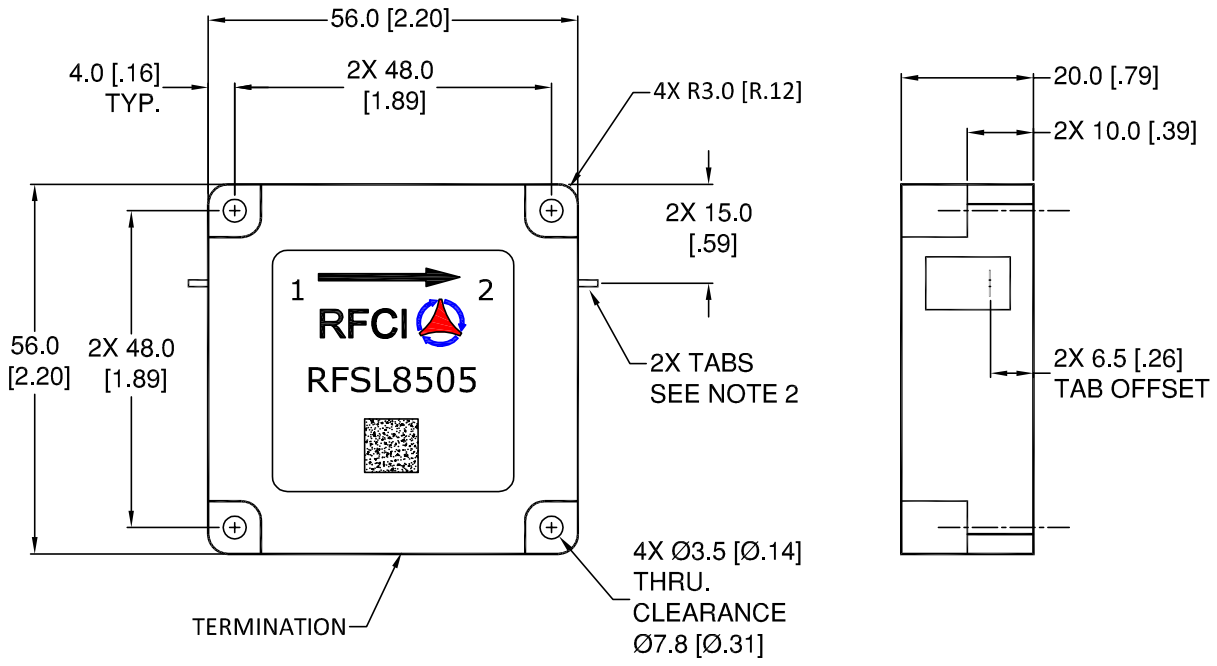 56.0 [2.20]
4.0 [.16]
TYP.
2X 48.0
[1.89]
4X R3.0 [R.12]
20.0 [.79]
2X 10.0 [.39]
2X 15.0
[.59]
1
2
RFCI
RFSL8505
56.0
[2.20]
2X 48.0
[1.89]
2X TABS
SEE NOTE 2
2X 6.5 [.26]
TAB OFFSET
4X Ø3.5 [Ø.14]
THRU.
CLEARANCE
Ø7.8 [Ø.31]
TERMINATION